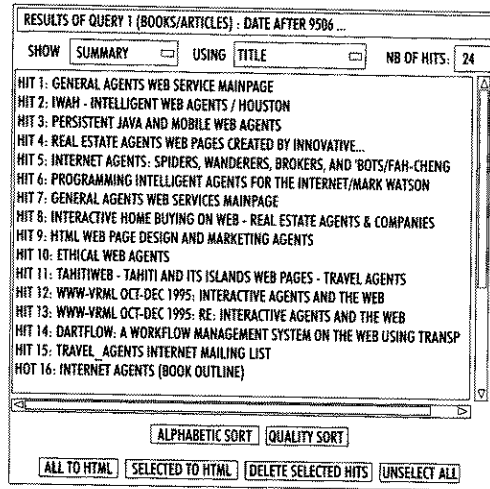 RESULTS OF QUERY 1 (BOOKS/ARTICLES) : DATE AFTER 9506 ...
SHOW SUMMARY USING TITLE NB OF HITS: 24
HIT 1: GENERAL AGENTS WEB SERVICE MAINPAGE
HIT 2: IWAH - INTELLIGENT WEB AGENTS / HOUSTON
HIT 3: PERSISTENT JAVA AND MOBILE WEB AGENTS
HIT 4: REAL ESTATE AGENTS WEB PAGES CREATED BY INNOVATIVE...
HIT 5: INTERNET AGENTS: SPIDERS, WANDERERS, BROKERS, AND 'BOTS/FAH-CHENG
HIT 6: PROGRAMMING INTELLIGENT AGENTS FOR THE INTERNET/MARK WATSON
HIT 7: GENERAL AGENTS WEB SERVICES MAINPAGE
HIT 8: INTERACTIVE HOME BUYING ON WEB - REAL ESTATE AGENTS & COMPANIES
HIT 9: HTML WEB PAGE DESIGN AND MARKETING AGENTS
HIT 10: ETHICAL WEB AGENTS
HIT 11: TAHITIWEB - TAHITI AND ITS ISLANDS WEB PAGES - TRAVEL AGENTS
HIT 12: WWW-VRML OCT-DEC 1995: INTERACTIVE AGENTS AND THE WEB
HIT 13: WWW-VRML OCT-DEC 1995: RE: INTERACTIVE AGENTS AND THE WEB
HIT 14: DARTFLOW: A WORKFLOW MANAGEMENT SYSTEM ON THE WEB USING TRANSP
HIT 15: TRAVEL_AGENTS INTERNET MAILING LIST
HOT 16: INTERNET AGENTS (BOOK OUTLINE)
ALPHABETIC SORT QUALITY SORT
ALL TO HTML SELECTED TO HTML DELETE SELECTED HITS UNSELECT ALL